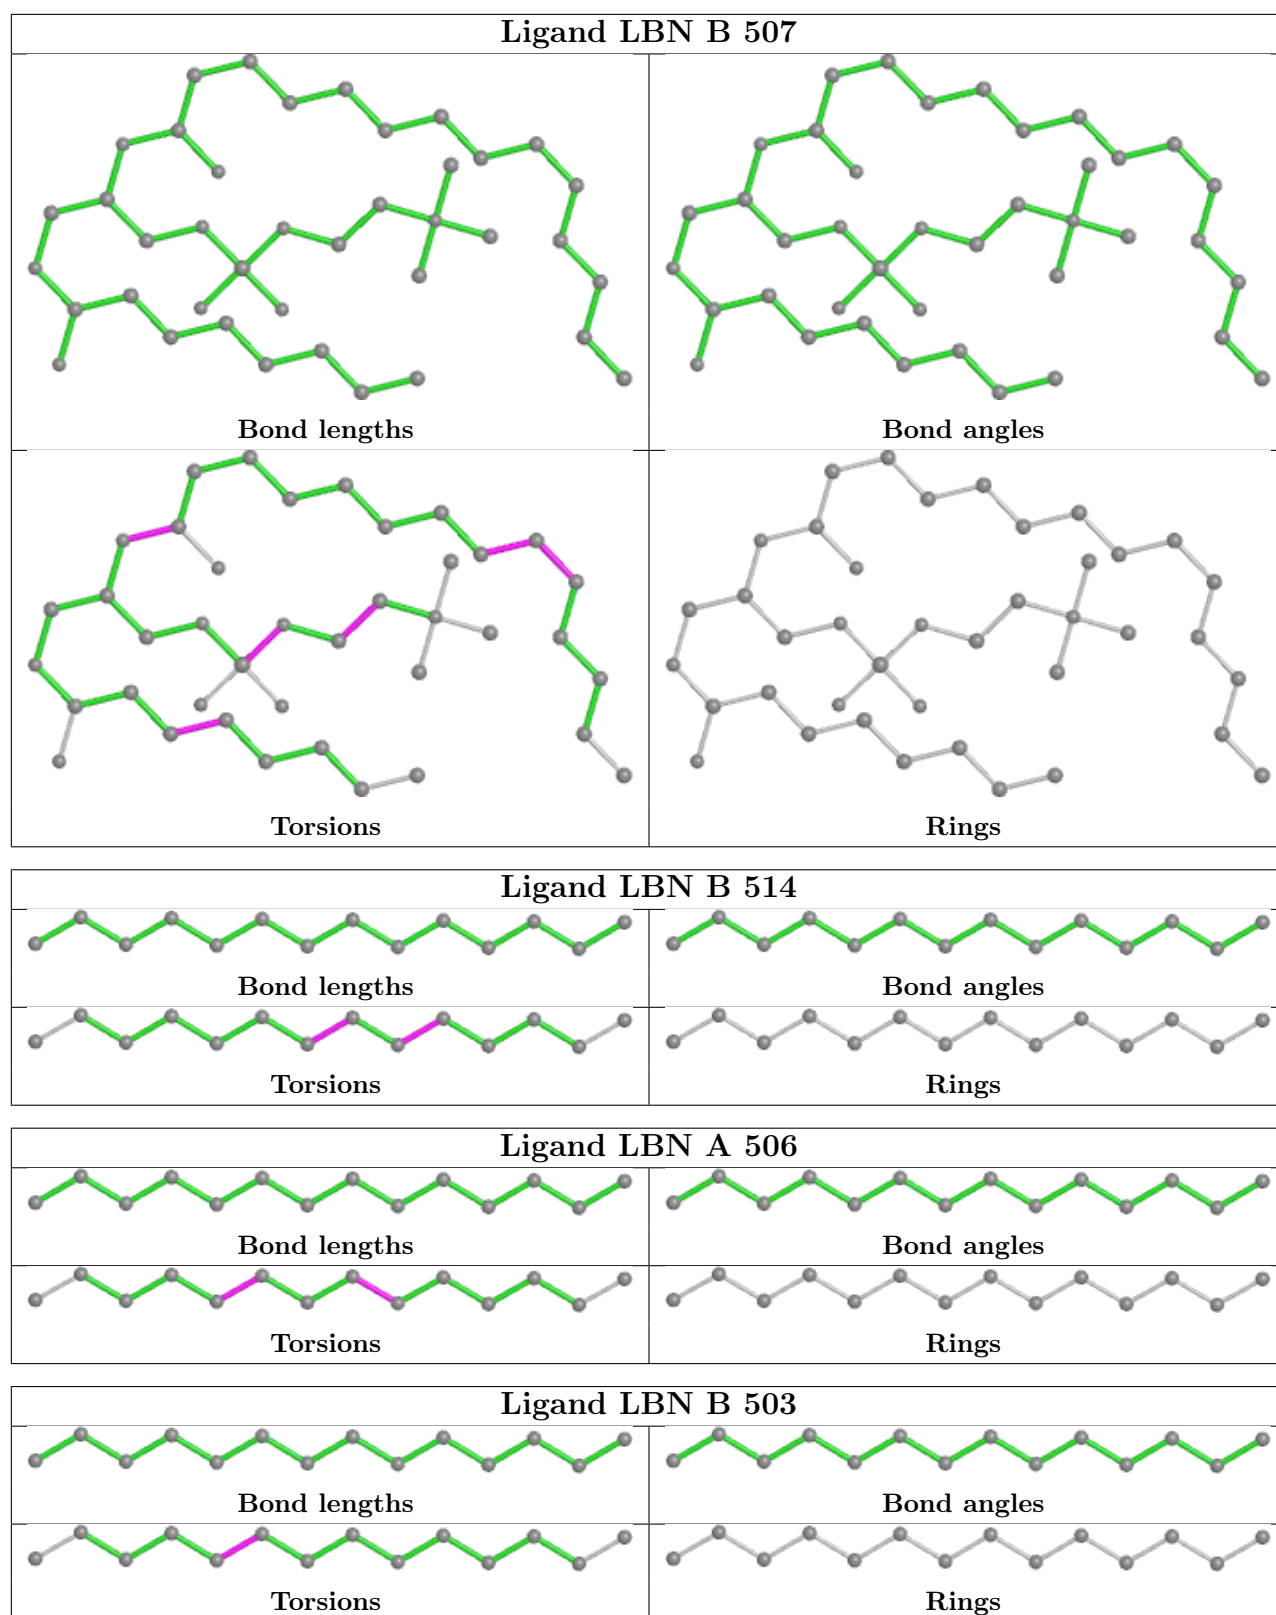 Ligand LBN B 507
Bond lengths
Bond angles
Torsions
Rings
Ligand LBN B 514
Bond lengths
Bond angles
Torsions
Rings
Ligand LBN A 506
Bond lengths
Bond angles
Torsions
Rings
Ligand LBN B 503
Bond lengths
Bond angles
Torsions
Rings